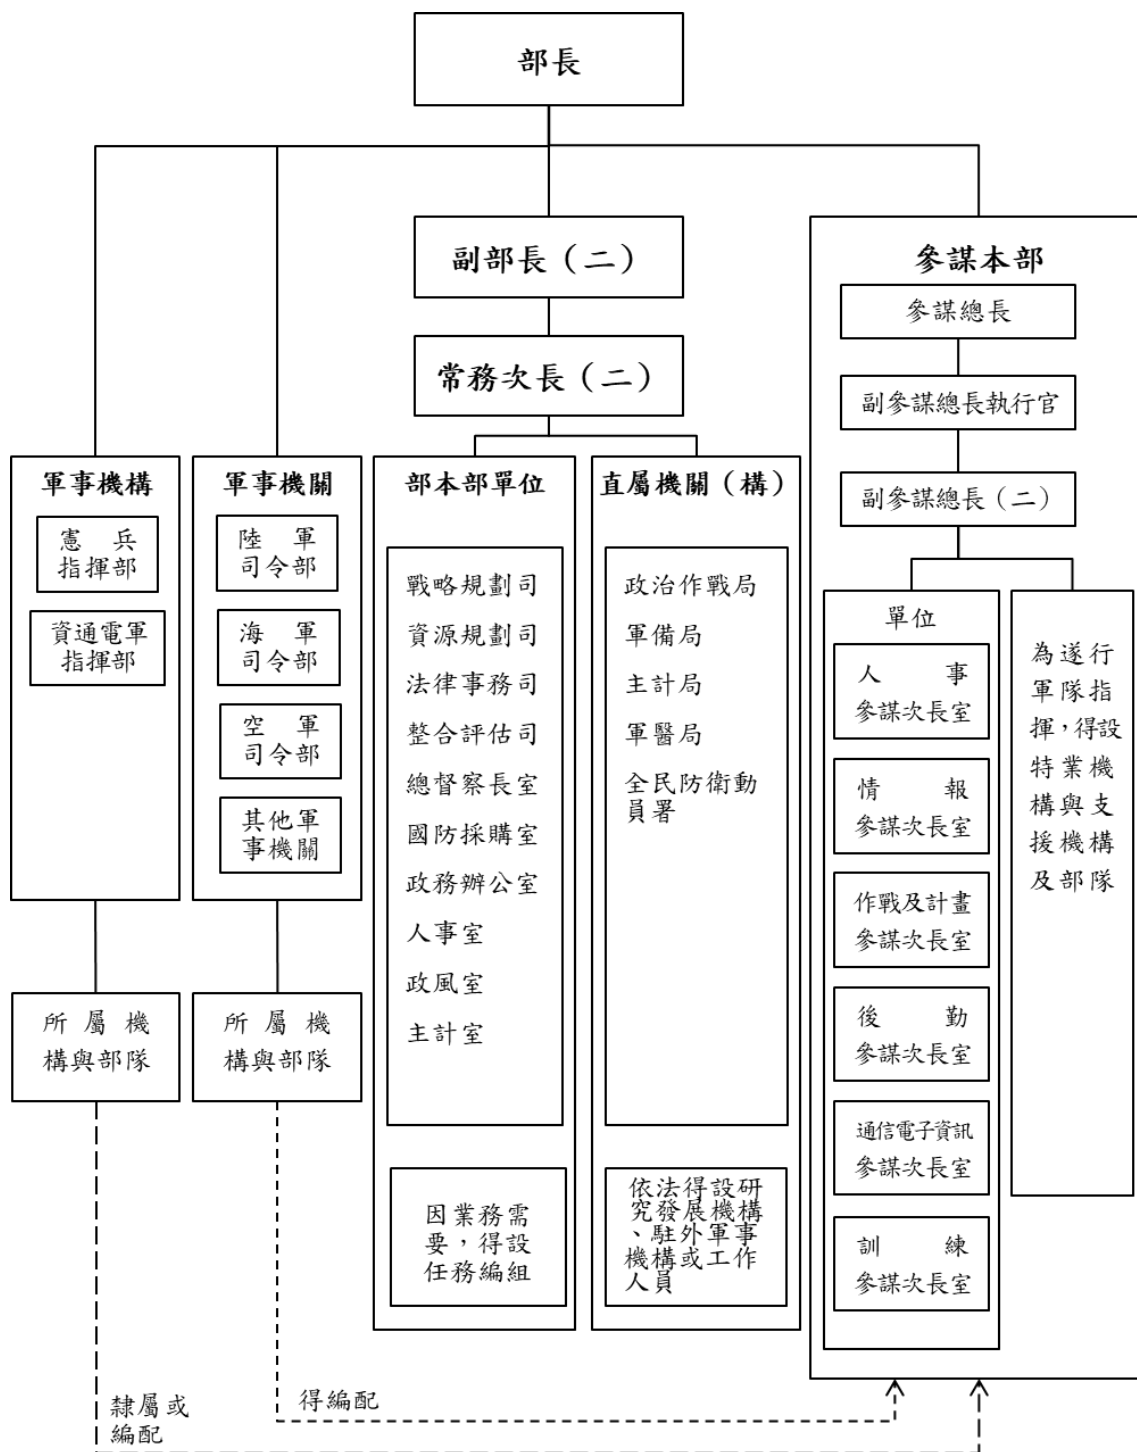 部長
副部長（二）
常務次長（二）
軍事機構
憲兵
指揮部
資通電軍
指揮部
所屬機
構與部隊
軍事機關
陸軍
司令部
海軍
司令部
空軍
司令部
其他軍
事機關
所屬機
構與部隊
部本部單位
戰略規劃司
資源規劃司
法律事務司
整合評估司
總督察長室
國防採購室
政務辦公室
人事室
政風室
主計室
因業務需
要，得設
任務編組
直屬機關（構）
政治作戰局
軍備局
主計局
軍醫局
全民防衛動
員署
依法得設研
究發展機構
、駐外軍事
機構或工作
人員
參謀本部
參謀總長
副參謀總長執行官
副參謀總長（二）
單位
人事
參謀次長室
情報
參謀次長室
作戰及計畫
參謀次長室
後勤
參謀次長室
通信電子資訊
參謀次長室
訓練
參謀次長室
為遂行
軍隊指
揮，得設
特業機
構與支
援機構
及部隊
隸屬或
編配
得編配